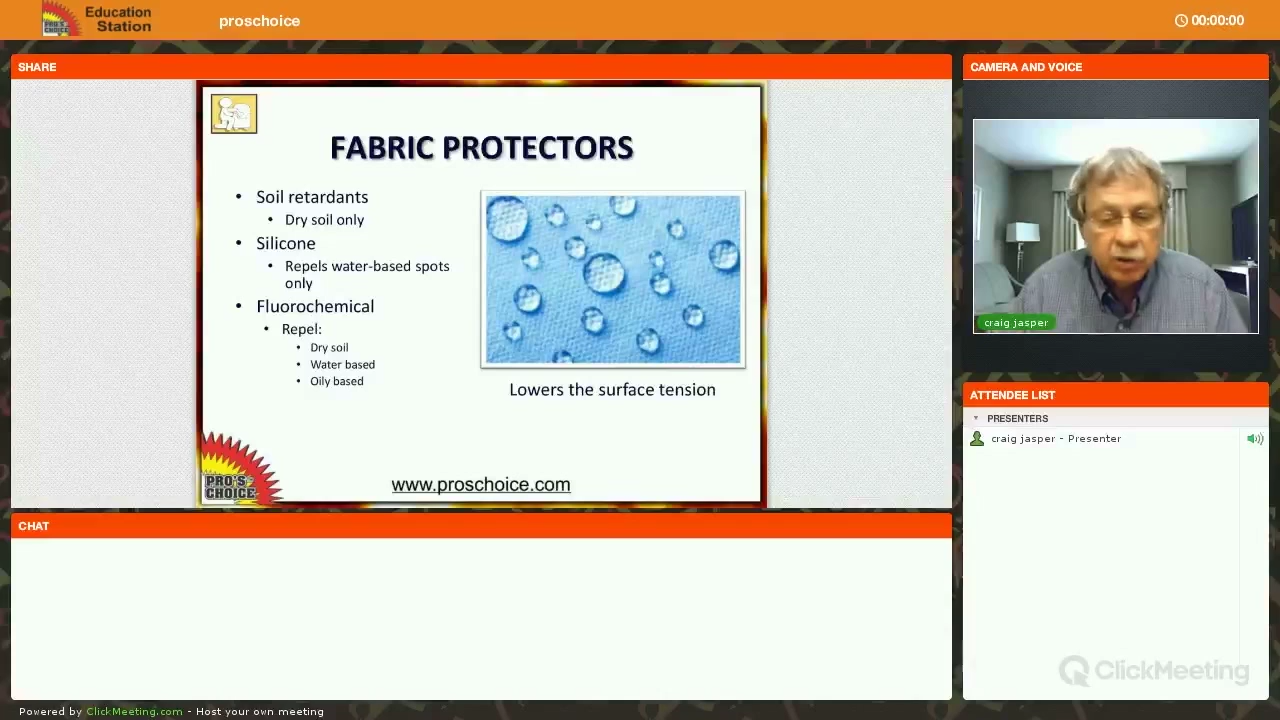 PRO'S
CHOICE
Education
Station
proschoice
00:00:00
SHARE
FABRIC PROTECTORS
• Soil retardants
• Dry soil only
• Silicone
• Repels water-based spots
only
• Fluorochemical
• Repel:
• Dry soil
• Water based
• Oily based
Lowers the surface tension
PRO'S
CHOICE
www.proschoice.com
CAMERA AND VOICE
craig jasper
ATTENDEE LIST
PRESENTERS
craig jasper - Presenter
CHAT
ClickMeeting
Powered by ClickMeeting.com - Host your own meeting